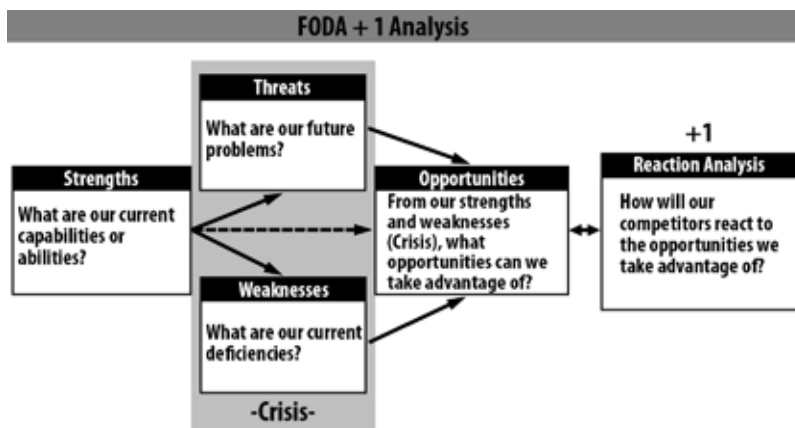 FODA + 1 Analysis
Threats
What are our future
problems?
Strengths
What are our current
capabilities or
abilities?
Weaknesses
What are our current
deficiencies?
-Crisis-
Opportunities
From our strengths
and weaknesses
(Crisis), what
opportunities can we
take advantage of?
+1
Reaction Analysis
How will our
competitors react to
the opportunities we
take advantage of?